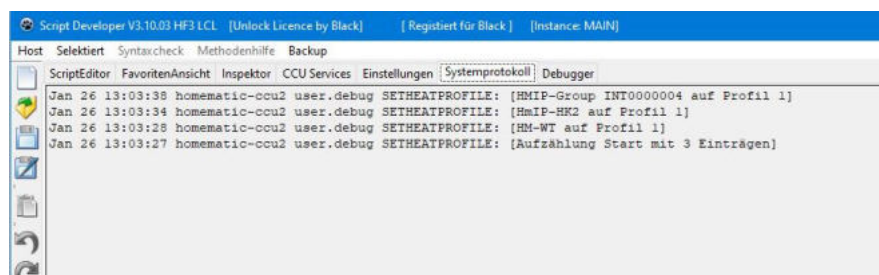 Script Developer V3.10.03 HF3 LCL [Unlock Licence by Black] [ Registiert für Black ] [Instance: MAIN]
Host Selektiert Syntaxcheck Methodenhilfe Backup
ScriptEditor FavoritenAnsicht Inspektor CCU Services Einstellungen Systemprotokoll Debugger
Jan 26 13:03:38 homematic-ccu2 user.debug SETHEATPROFILE: [HMIP-Group INT0000004 auf Profil 1]
Jan 26 13:03:34 homematic-ccu2 user.debug SETHEATPROFILE: [HmIP-HK2 auf Profil 1]
Jan 26 13:03:28 homematic-ccu2 user.debug SETHEATPROFILE: [HM-WT auf Profil 1]
Jan 26 13:03:27 homematic-ccu2 user.debug SETHEATPROFILE: [Aufzählung Start mit 3 Einträgen]